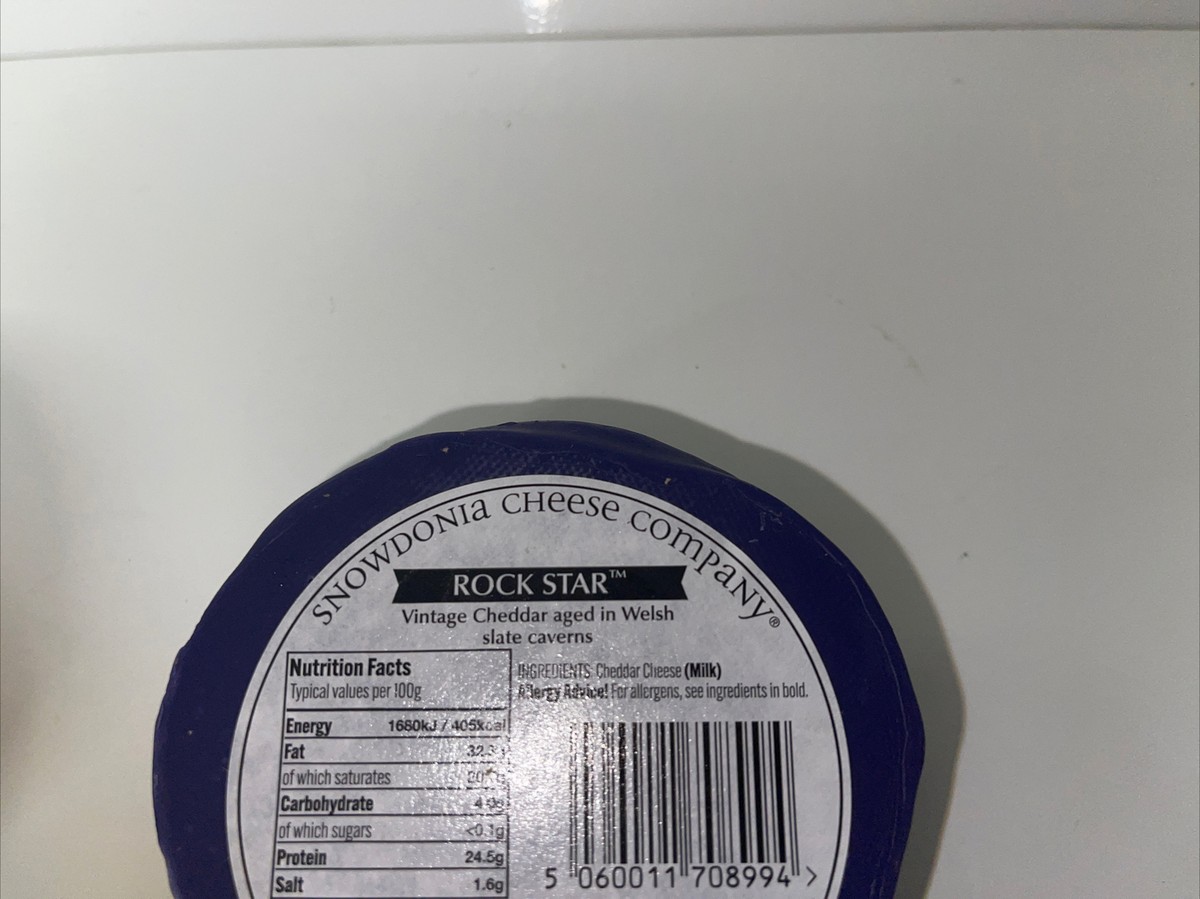 SNOWDONIa CHeese COmPaNY®
ROCK STAR™
Vintage Cheddar aged in Welsh
slate caverns
Nutrition Facts
Typical values per 100g
Energy 1680kJ / 405kcal
Fat
of which saturates
Carbohydrate
of which sugars <0.1g
Protein 24.5g
Salt 1.6g
INGREDIENTS: Cheddar Cheese (Milk)
Allergy Advice! For allergens, see ingredients in bold.
5 060011 708994 >